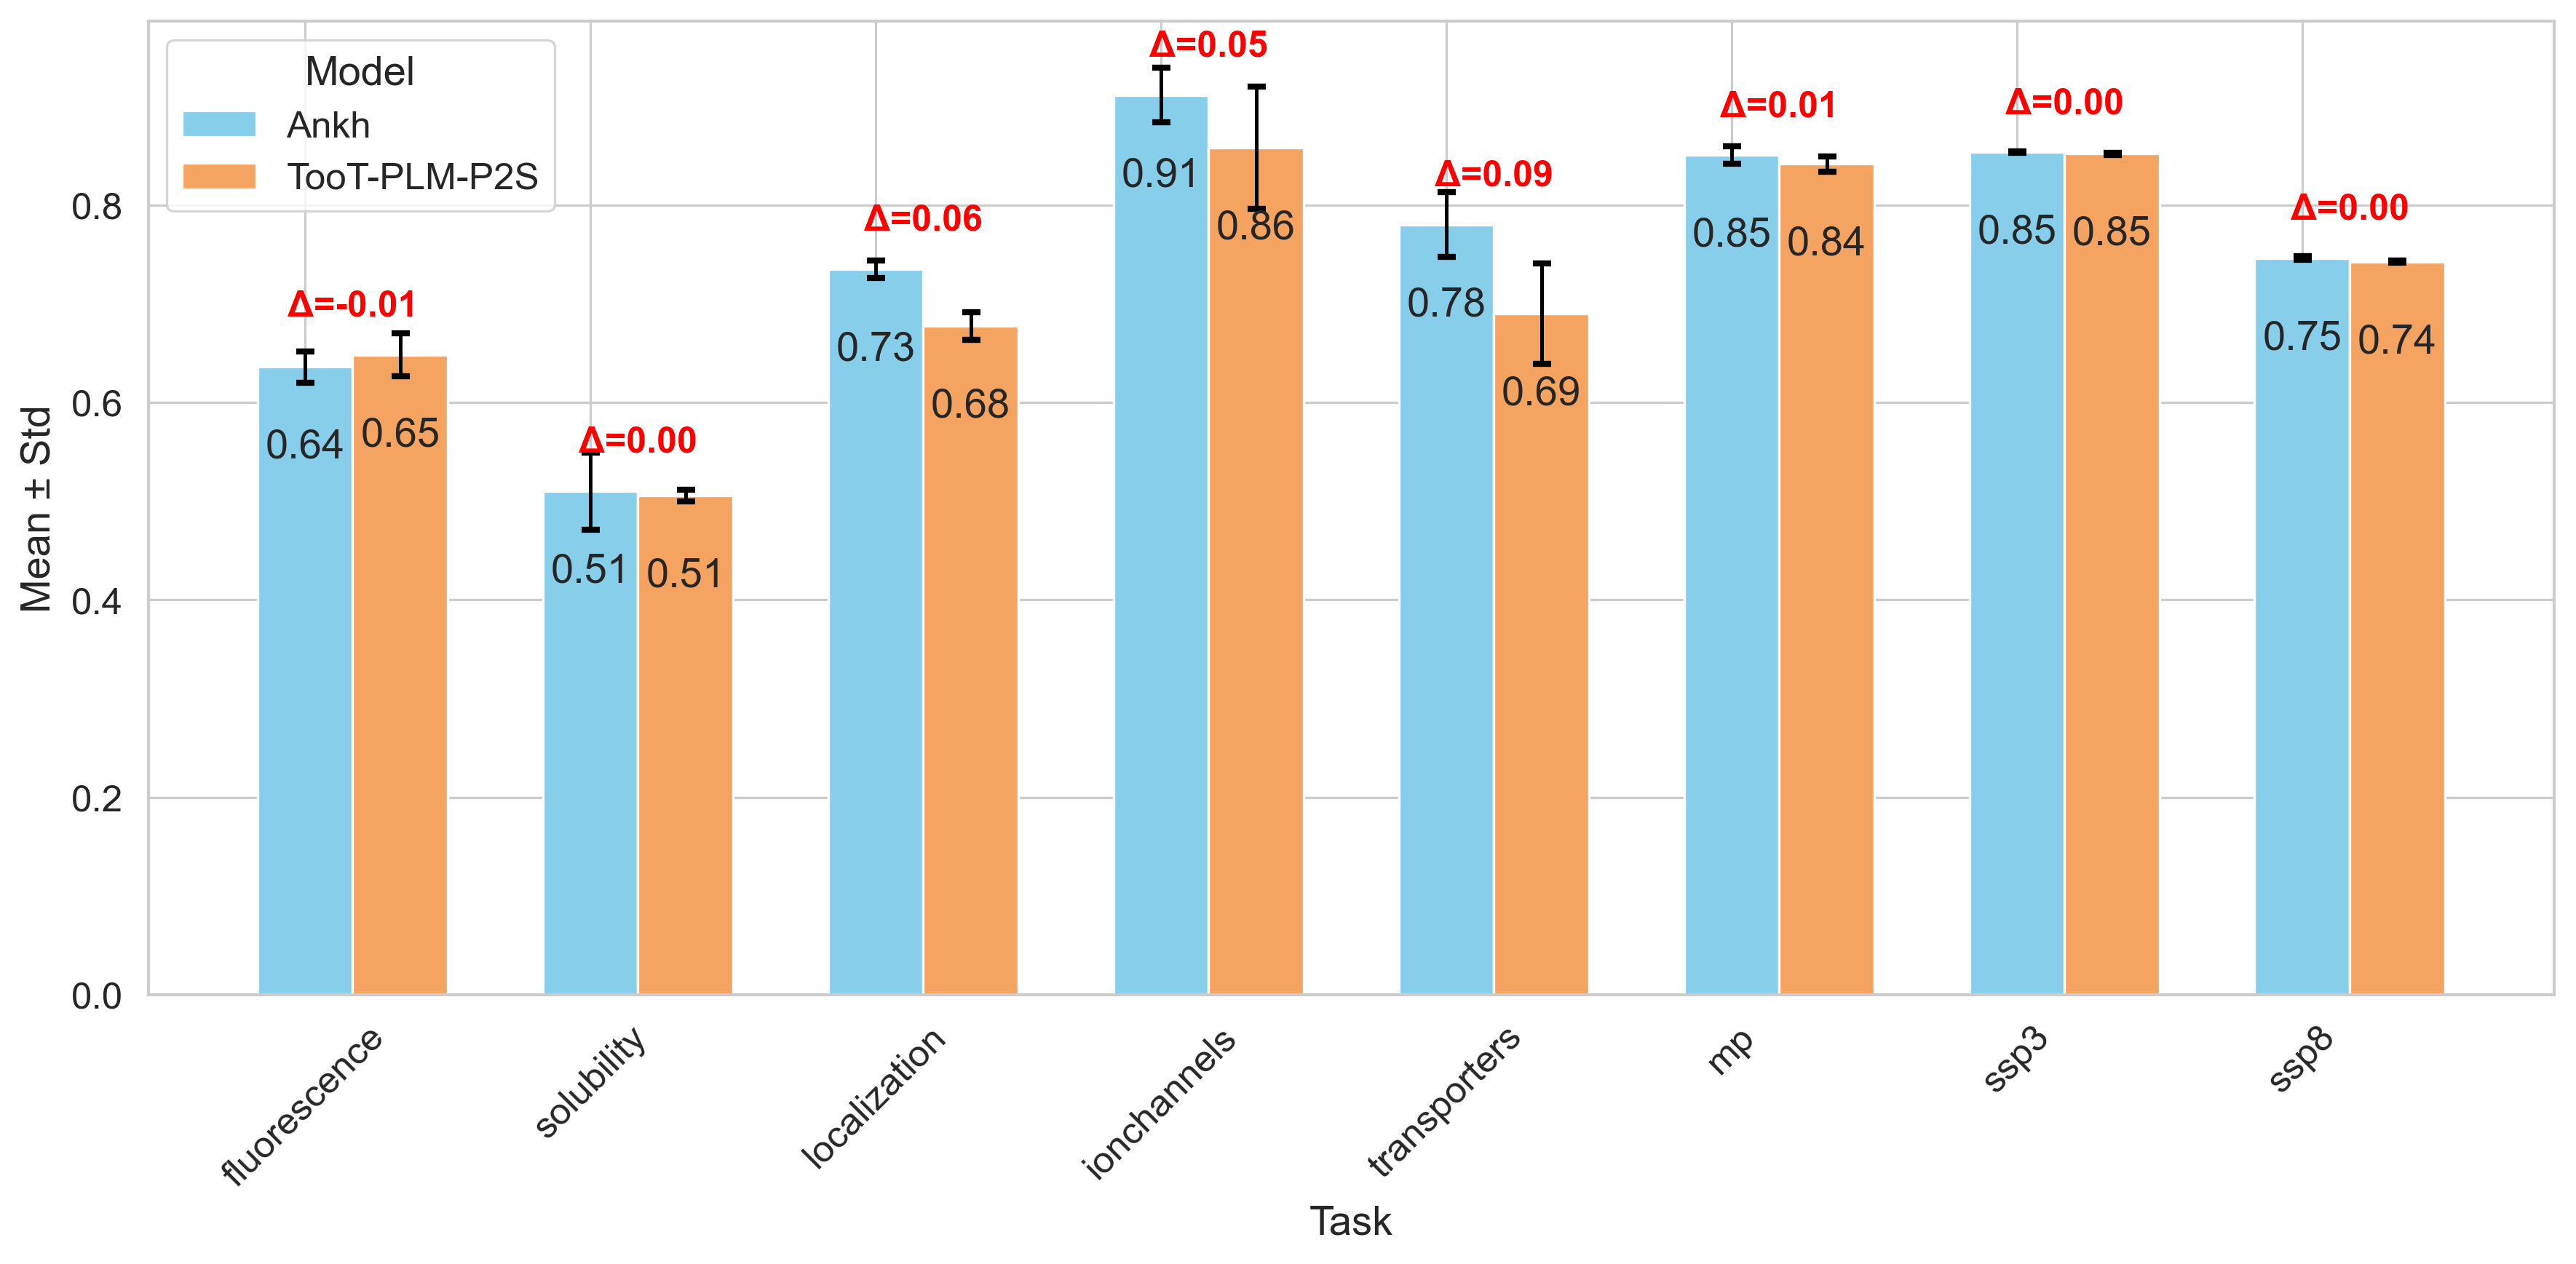 Model
Ankh
TooT-PLM-P2S
Mean ± Std
0.8
0.6
0.4
0.2
0.0
Δ=-0.01
Δ=0.00
Δ=0.06
Δ=0.05
Δ=0.09
Δ=0.01
Δ=0.00
Δ=0.00
0.64
0.65
0.51
0.51
0.73
0.68
0.91
0.86
0.78
0.69
0.85
0.84
0.85
0.85
0.75
0.74
fluorescence
solubility
localization
ionchannels
transporters
mp
ssp3
ssp8
Task